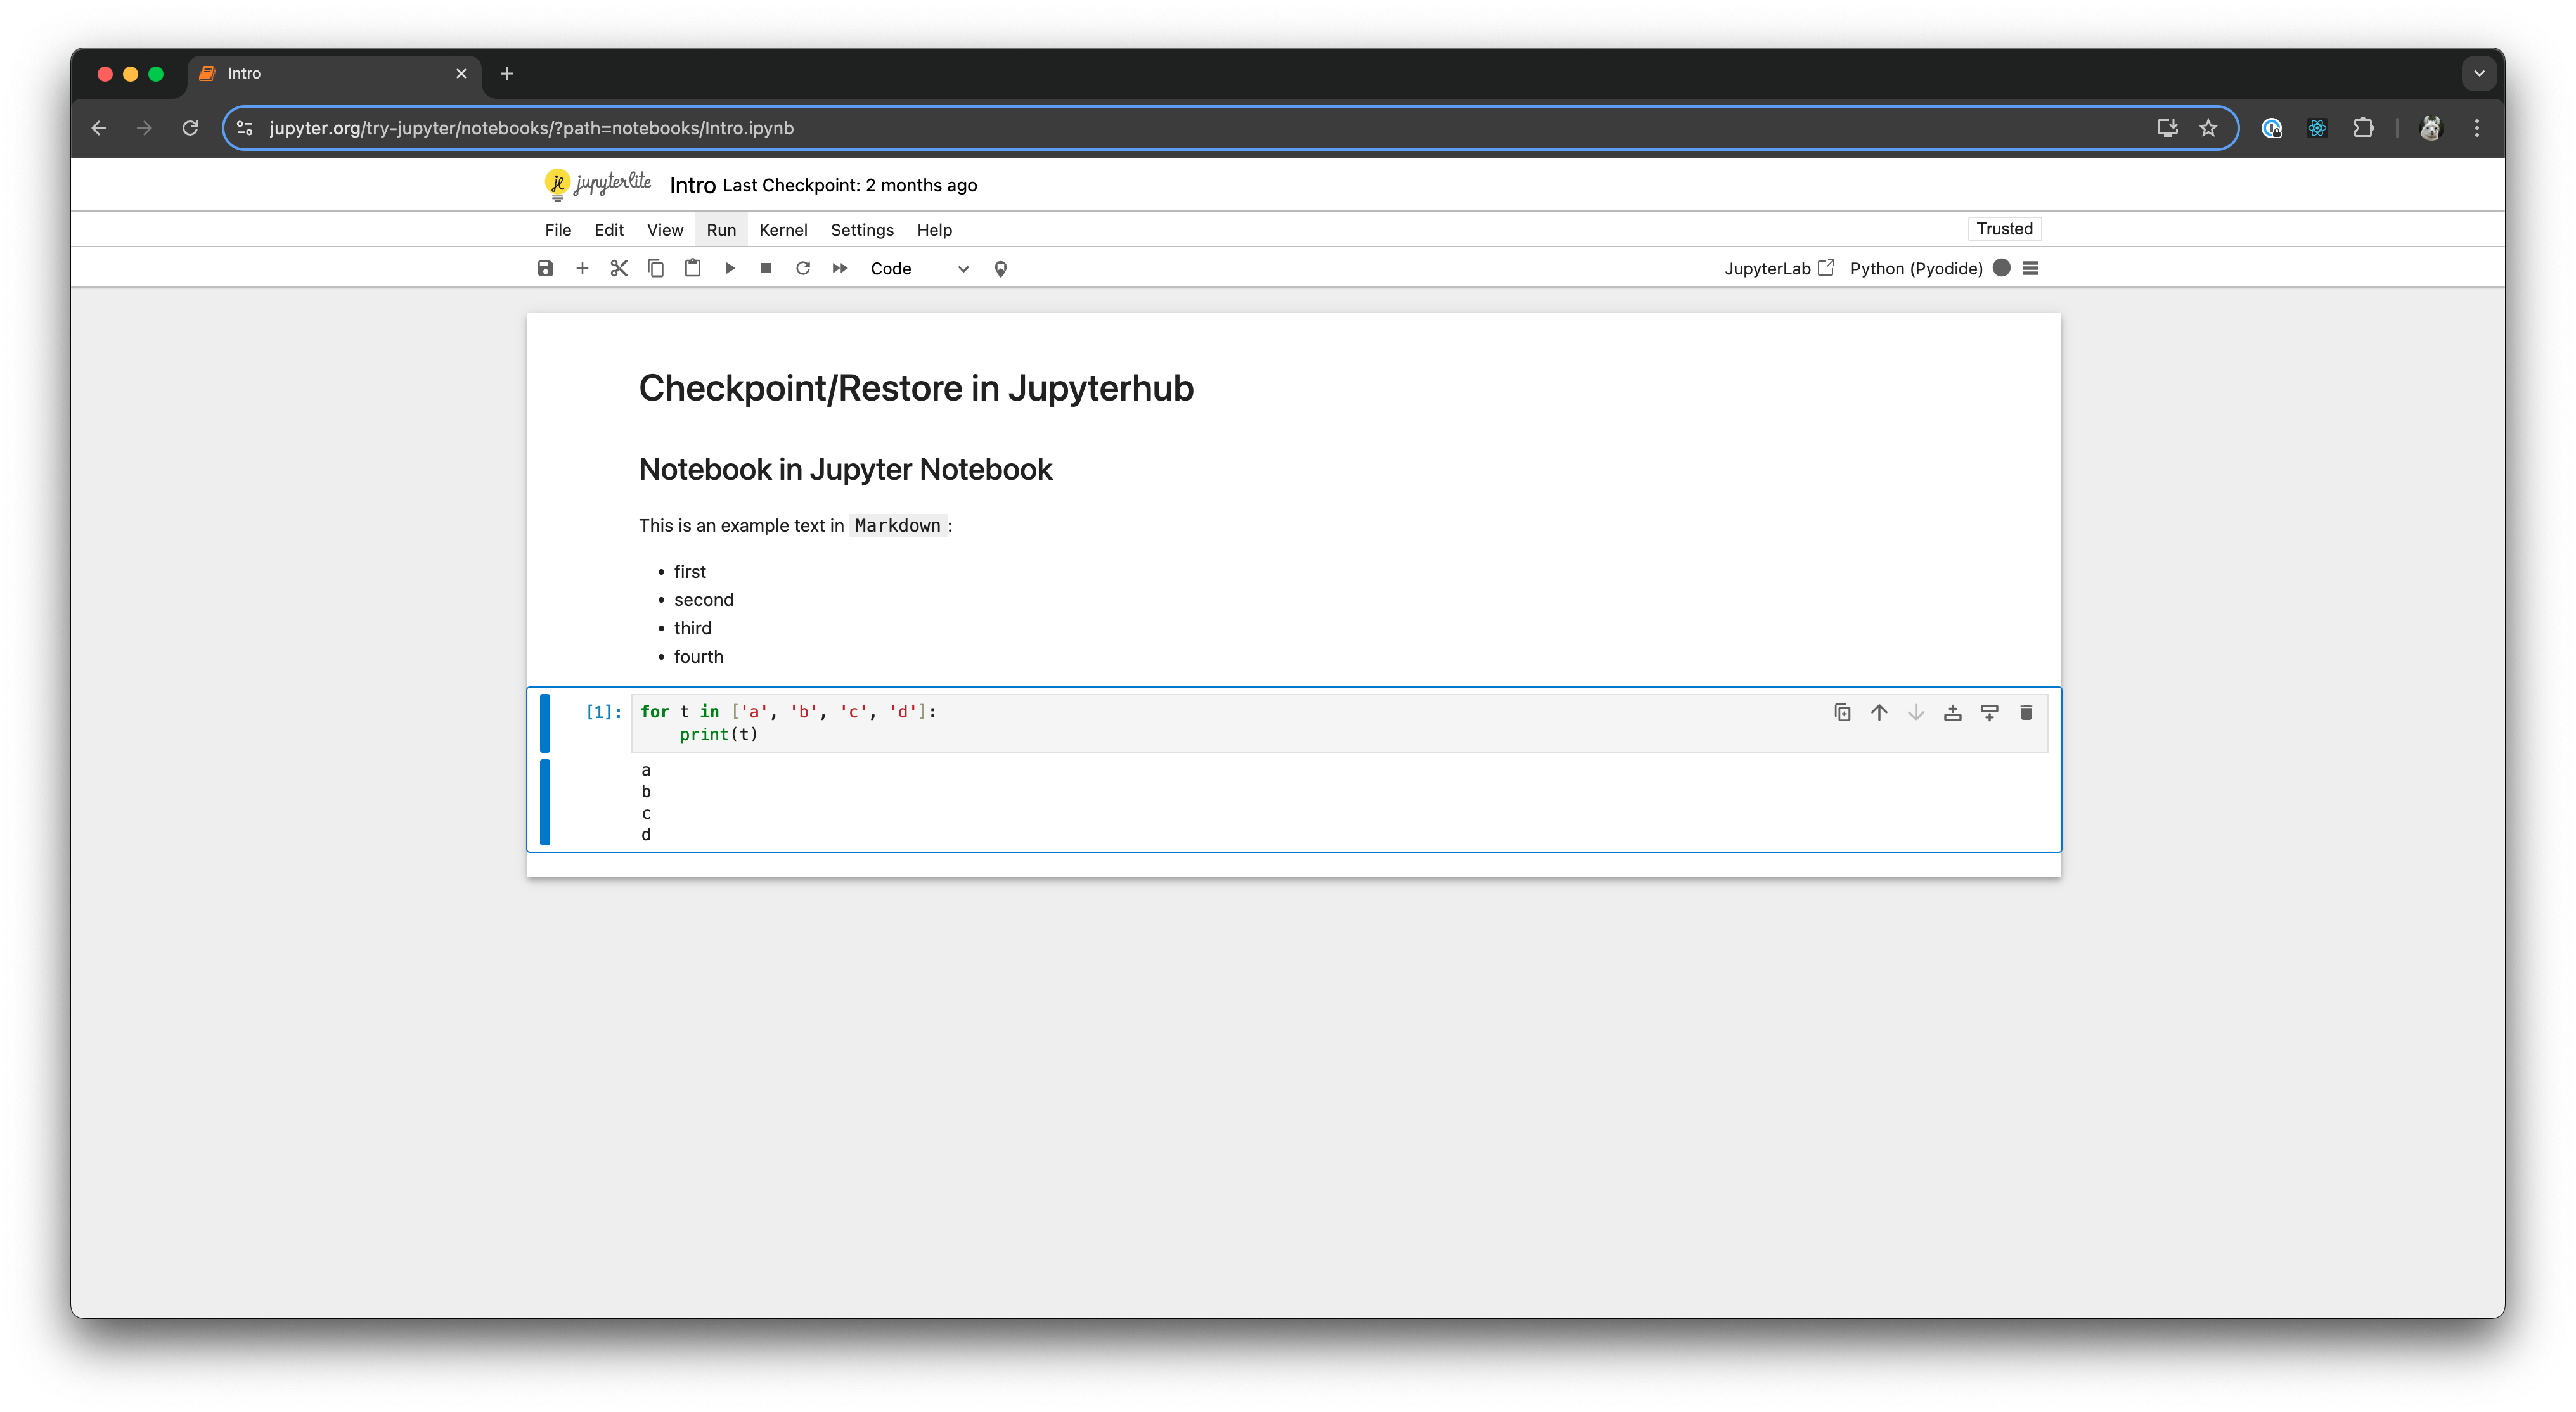 Intro
jupyter.org/try-jupyter/notebooks/?path=notebooks/Intro.ipynb
jupyterlite Intro Last Checkpoint: 2 months ago
File Edit View Run Kernel Settings Help Trusted
Code JupyterLab Python (Pyodide)
Checkpoint/Restore in Jupyterhub
Notebook in Jupyter Notebook
This is an example text in Markdown :
• first
• second
• third
• fourth
[1]: for t in ['a', 'b', 'c', 'd']:
    print(t)
a
b
c
d